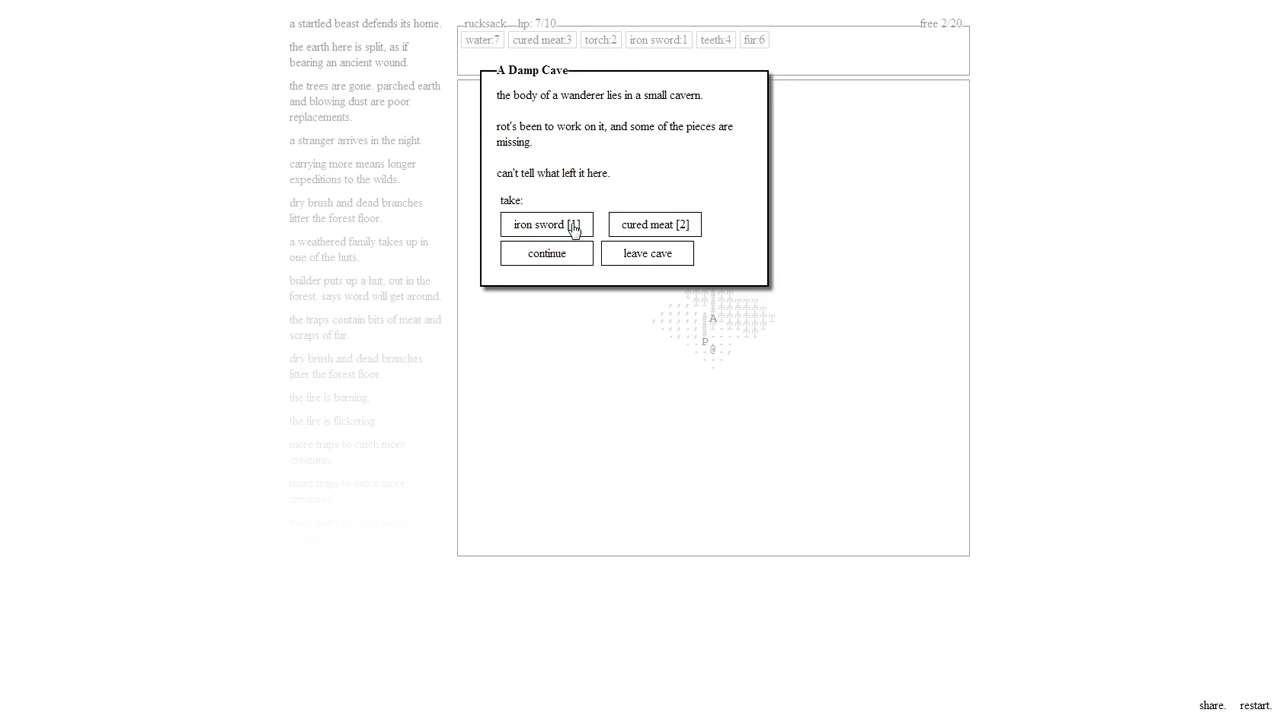 a startled beast defends its home.
the earth here is split, as if
bearing an ancient wound.
the trees are gone. parched earth
and blowing dust are poor
replacements.
a stranger arrives in the night.
carrying more means longer
expeditions to the wilds.
dry brush and dead branches
litter the forest floor.
a weathered family takes up in
one of the huts.
builder puts up a hut, out in the
forest. says word will get around.
the traps contain bits of meat and
scraps of fur.
dry brush and dead branches
litter the forest floor.
the fire is burning.
the fire is flickering.
more traps to catch more
creatures.
more traps to catch more
creatures.
rucksack hp: 7/10 free 2/20
water:7 cured meat:3 torch:2 iron sword:1 teeth:4 fur:6
A Damp Cave
the body of a wanderer lies in a small cavern.
rot's been to work on it, and some of the pieces are
missing.
can't tell what left it here.
take:
iron sword [1] cured meat [2]
continue leave cave
A
P
@
share. restart.